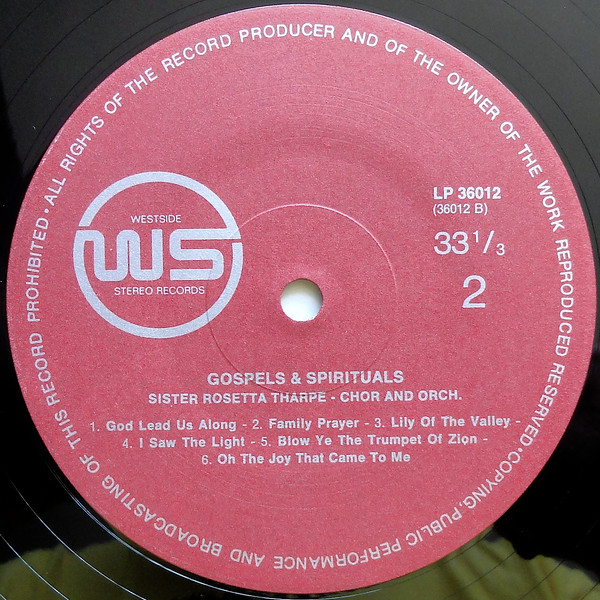 ALL RIGHTS OF THE RECORD PRODUCER AND OF THE OWNER OF THE WORK REPRODUCED RESERVED • COPYING, PUBLIC PERFORMANCE AND BROADCASTING OF THIS RECORD PROHIBITED •
WESTSIDE
WS
STEREO RECORDS
LP 36012
(36012 B)
33 1/3
2
GOSPELS & SPIRITUALS
SISTER ROSETTA THARPE - CHOR AND ORCH.
1. God Lead Us Along - 2. Family Prayer - 3. Lily Of The Valley -
4. I Saw The Light - 5. Blow Ye The Trumpet Of Zion -
6. Oh The Joy That Came To Me